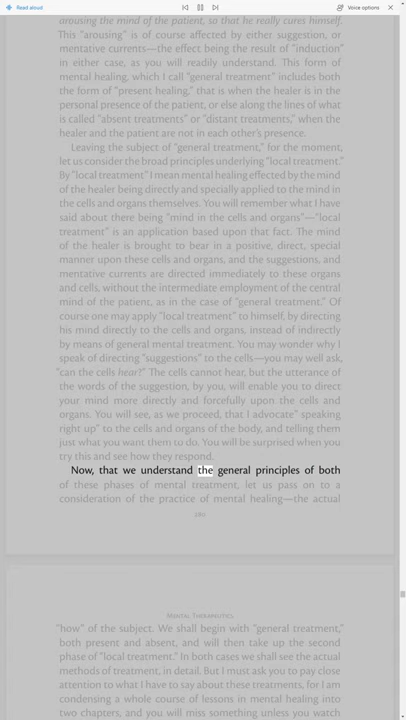 Read aloud
Voice options
arousing the mind of the patient, so that he really cures himself.
This “arousing” is of course affected by either suggestion, or
mentative currents—the effect being the result of “induction”
in either case, as you will readily understand. This form of
mental healing, which I call “general treatment” includes both
the form of “present healing,” that is when the healer is in the
personal presence of the patient, or else along the lines of what
is called “absent treatments” or “distant treatments,” when the
healer and the patient are not in each other’s presence.
Leaving the subject of “general treatment,” for the moment,
let us consider the broad principles underlying “local treatment.”
By “local treatment” I mean mental healing effected by the mind
of the healer being directly and specially applied to the mind in
the cells and organs themselves. You will remember what I have
said about there being “mind in the cells and organs”—“local
treatment” is an application based upon that fact. The mind
of the healer is brought to bear in a positive, direct, special
manner upon these cells and organs, and the suggestions, and
mentative currents are directed immediately to these organs
and cells, without the intermediate employment of the central
mind of the patient, as in the case of “general treatment.” Of
course one may apply “local treatment” to himself, by directing
his mind directly to the cells and organs, instead of indirectly
by means of general mental treatment. You may wonder why I
speak of directing “suggestions” to the cells—you may well ask,
“can the cells hear?” The cells cannot hear, but the utterance of
the words of the suggestion, by you, will enable you to direct
your mind more directly and forcefully upon the cells and
organs. You will see, as we proceed, that I advocate” speaking
right up” to the cells and organs of the body, and telling them
just what you want them to do. You will be surprised when you
try this and see how they respond.
Now, that we understand the general principles of both
of these phases of mental treatment, let us pass on to a
consideration of the practice of mental healing—the actual
Mental Therapeutics
“how” of the subject. We shall begin with “general treatment,”
both present and absent, and will then take up the second
phase of “local treatment.” In both cases we shall see the actual
methods of treatment, in detail. But I must ask you to pay close
attention to what I have to say about these treatments, for I am
condensing a whole course of lessons in mental healing into
two chapters, and you will miss something unless you watch